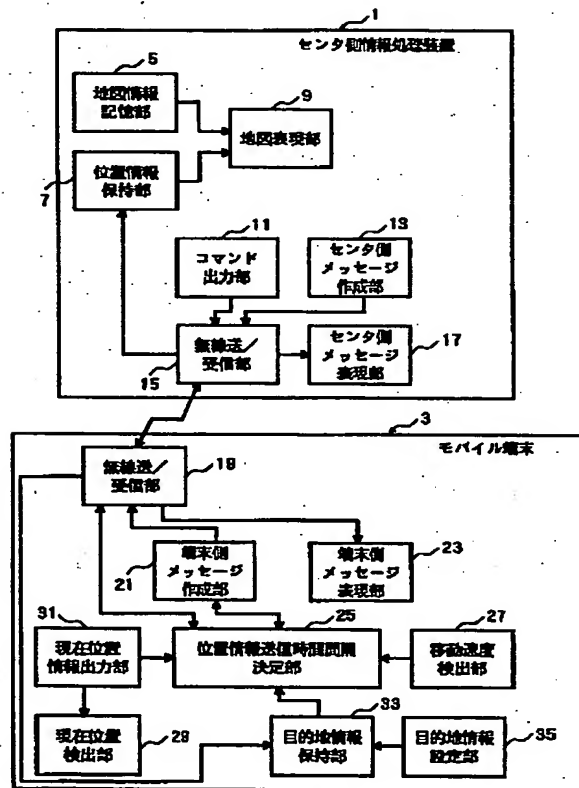 1
センタ側情報処理装置
5
地図情報
記憶部
9
地図表現部
位置情報
保持部
7
11
コマンド
出力部
13
センタ側
メッセージ
作成部
無線送/
受信部
15
センタ側
メッセージ
表現部
17
3
モバイル端末
無線送/
受信部
19
端末側
メッセージ
作成部
21
端末側
メッセージ
表現部
23
25
位置情報送信時間間隔
決定部
27
移動速度
検出部
31
現在位置
情報出力部
現在位置
検出部
29
33
目的地情報
保持部
目的地情報
設定部
35